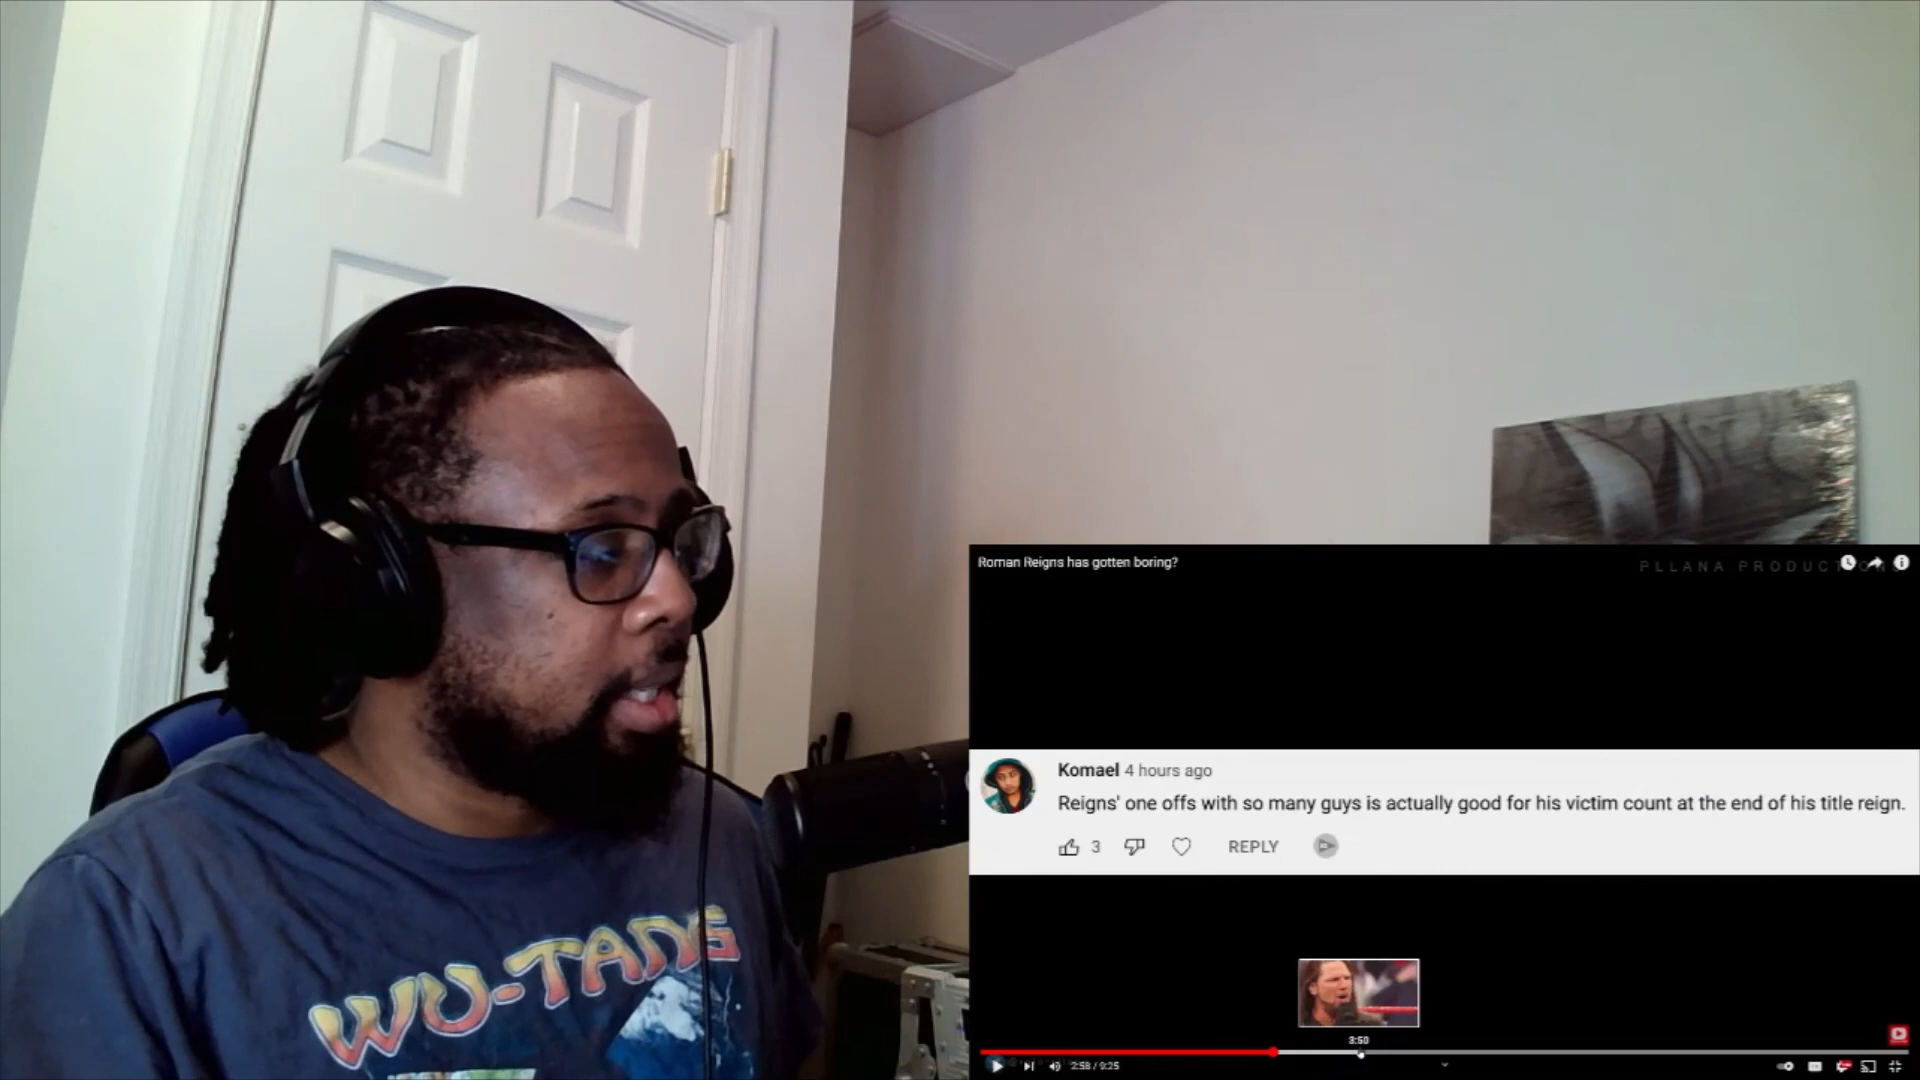 Roman Reigns has gotten boring?
PLLANA PRODUCT
Komael 4 hours ago
Reigns' one offs with so many guys is actually good for his victim count at the end of his title reign.
3
REPLY
WU-TANG
3:50
2:58 / 9:25